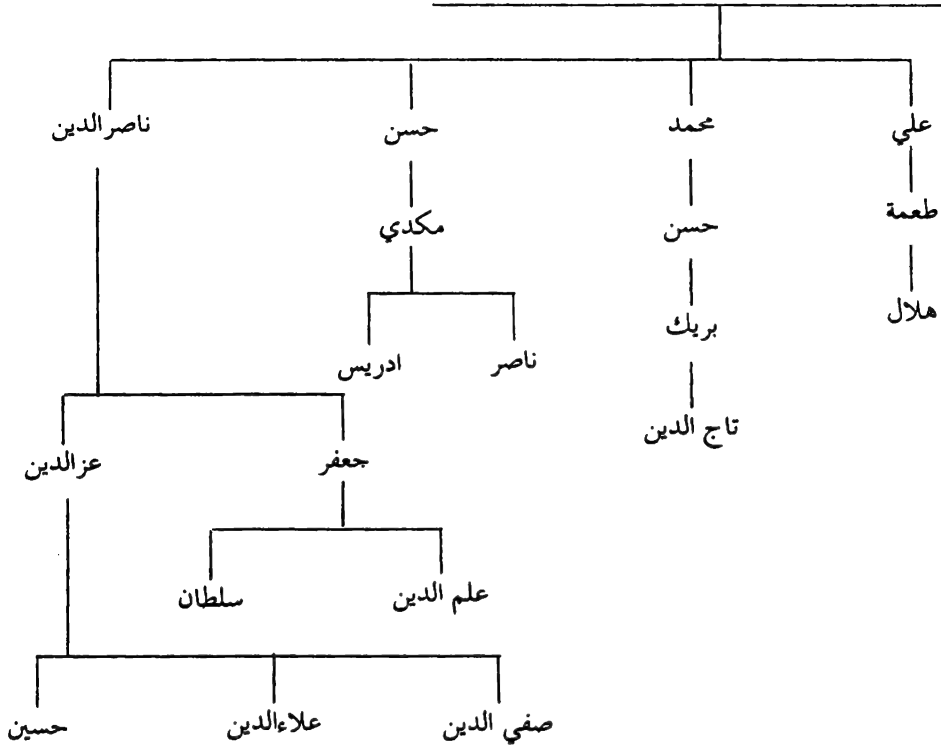 علي
محمد
حسن
ناصرالدين
طعمة
حسن
مكدي
هلال
بريك
ناصر
ادريس
تاج الدين
جعفر
عزالدين
علم الدين
سلطان
صفي الدين
علاءالدين
حسين